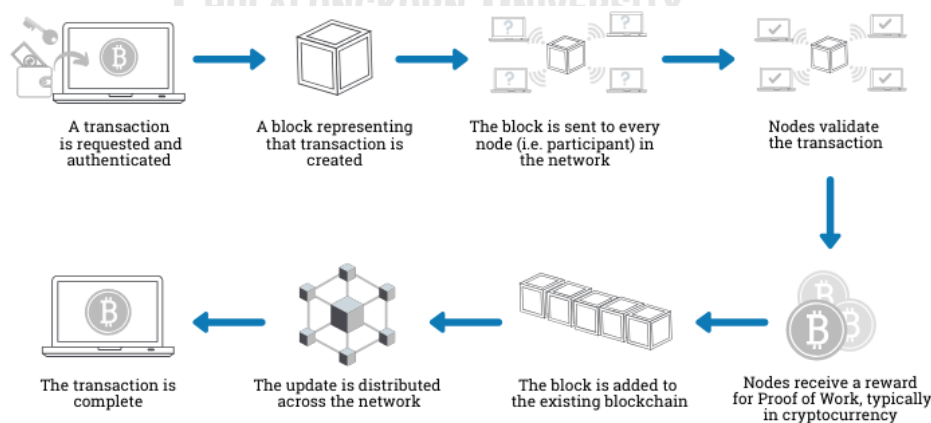 CHULALONGKORN UNIVERSITY
A transaction
is requested and
authenticated
A block representing
that transaction is
created
The block is sent to every
node (i.e. participant) in
the network
Nodes validate
the transaction
The transaction is
complete
The update is distributed
across the network
The block is added to
the existing blockchain
Nodes receive a reward
for Proof of Work, typically
in cryptocurrency